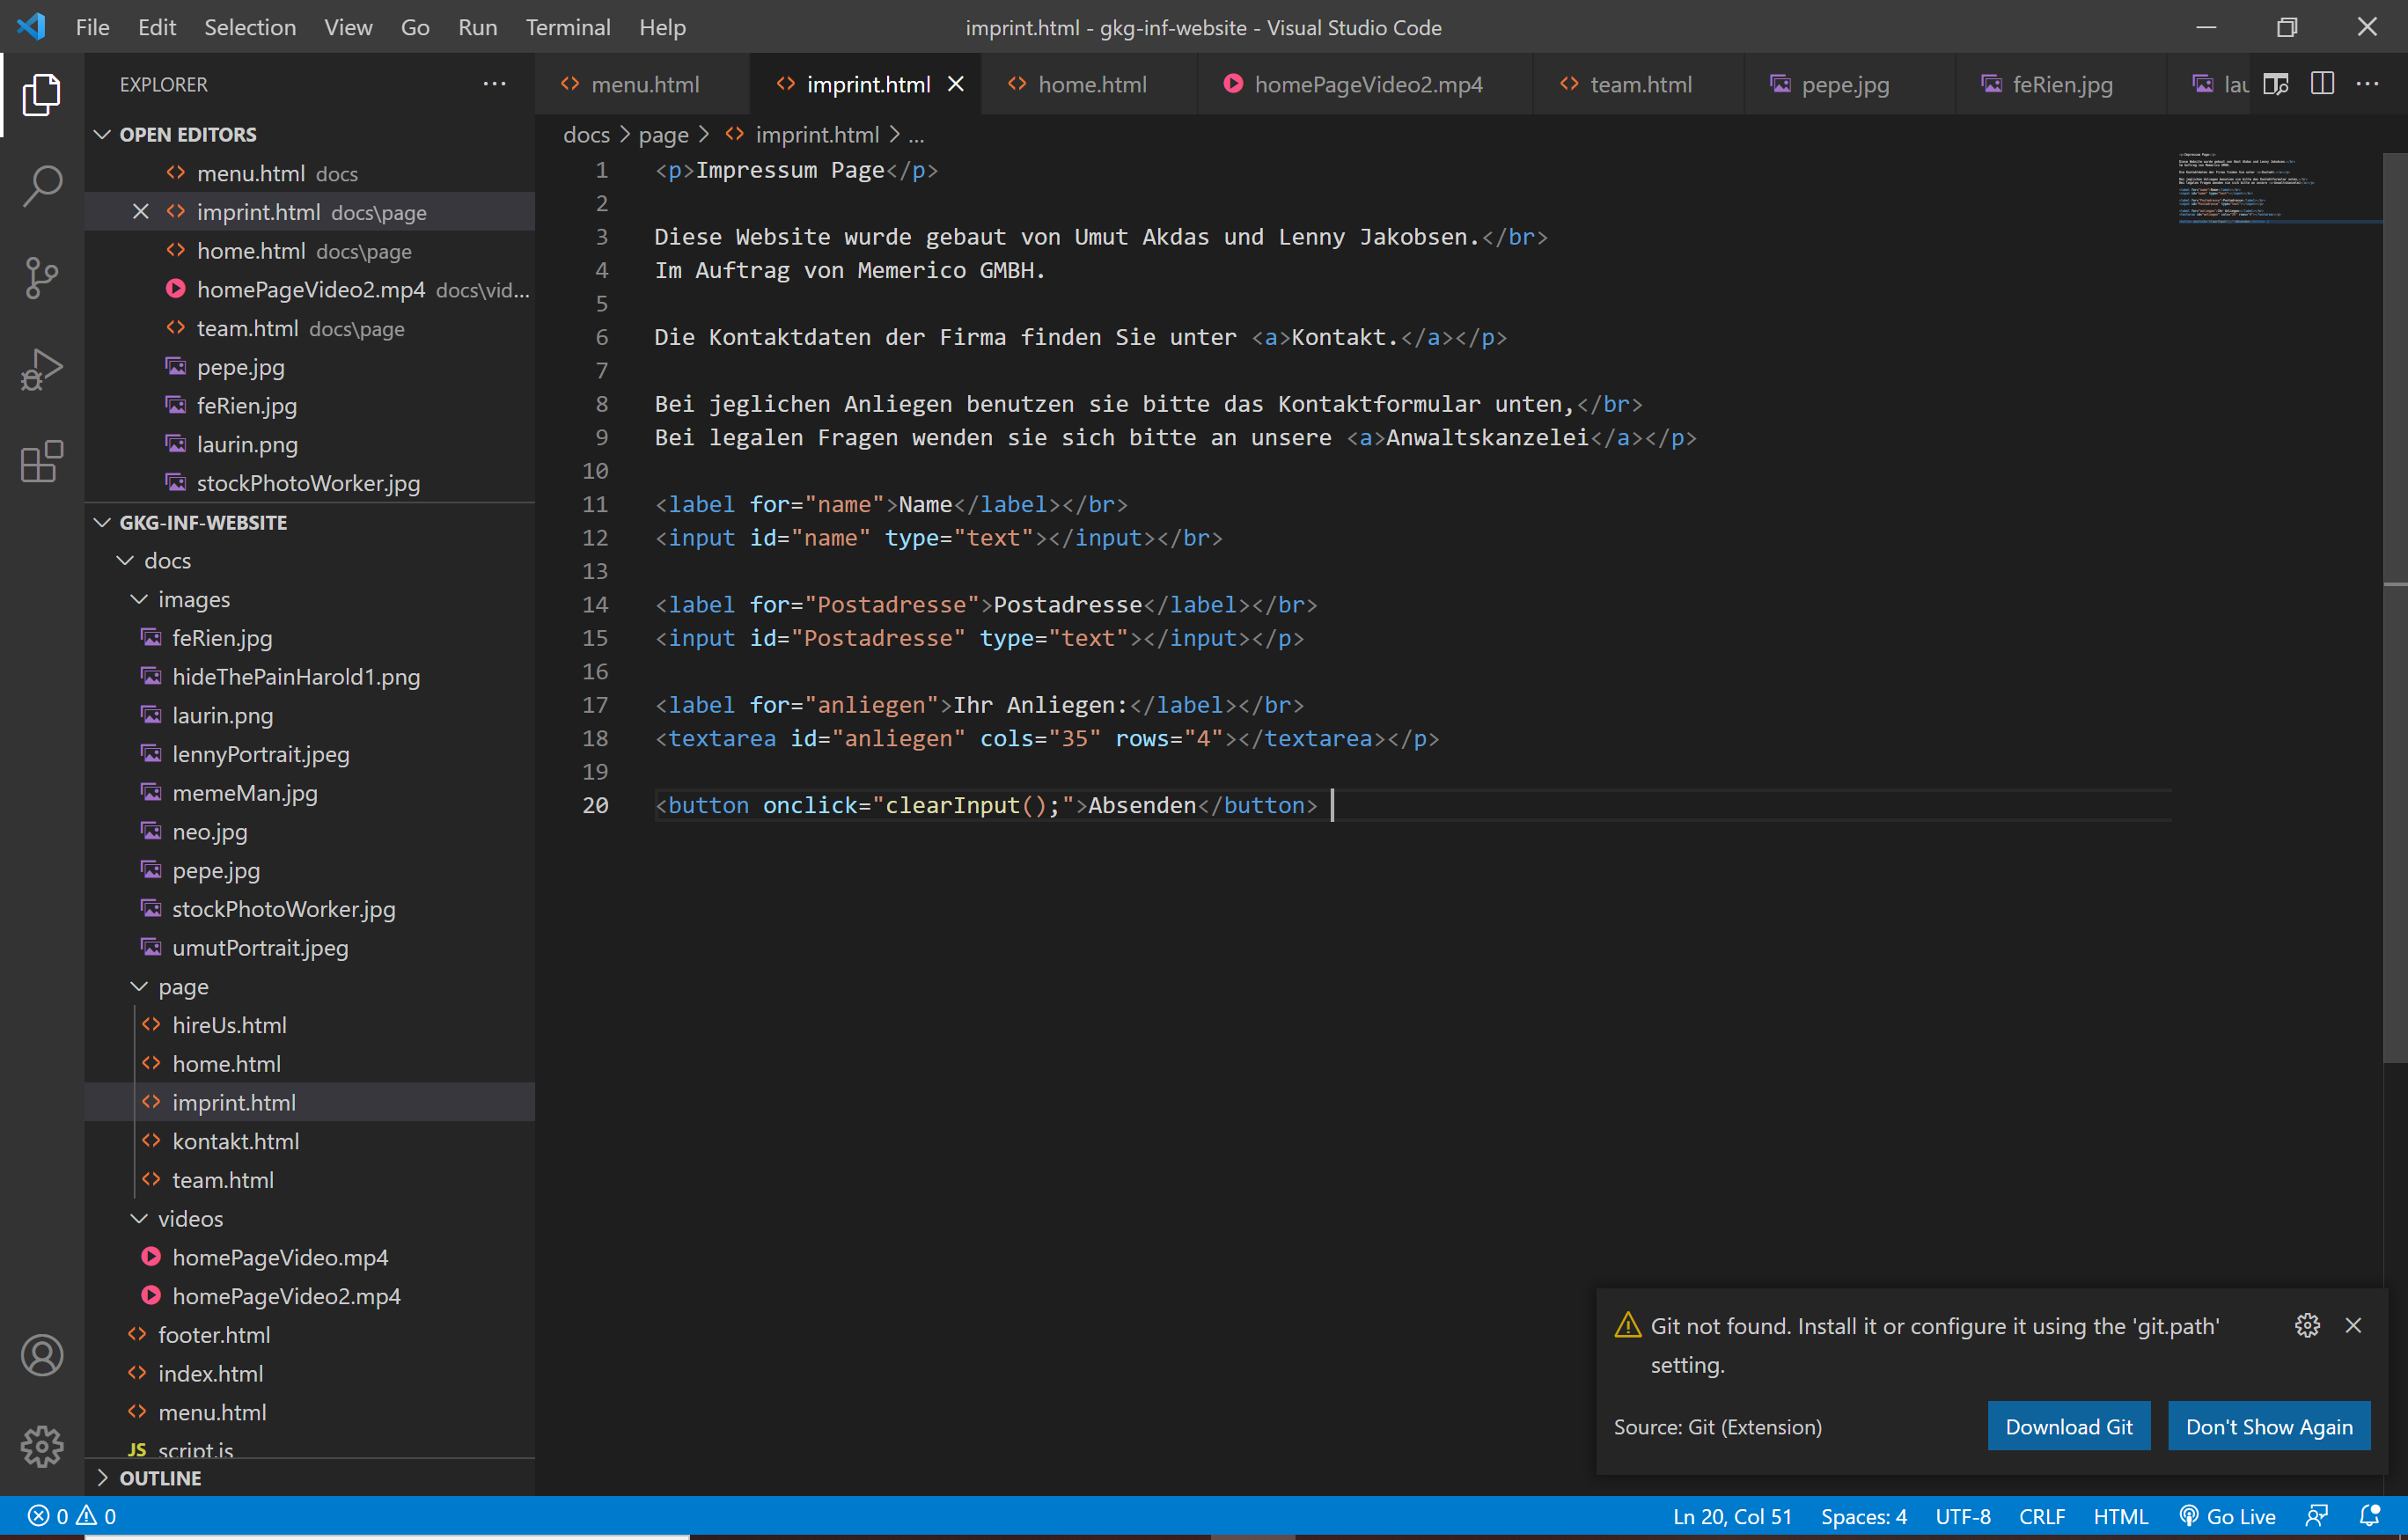 File Edit Selection View Go Run Terminal Help imprint.html - gkg-inf-website - Visual Studio Code
EXPLORER
menu.html imprint.html home.html homePageVideo2.mp4 team.html pepe.jpg feRien.jpg lau
OPEN EDITORS
menu.html docs
imprint.html docs\page
home.html docs\page
homePageVideo2.mp4 docs\vid...
team.html docs\page
pepe.jpg
feRien.jpg
laurin.png
stockPhotoWorker.jpg
GKG-INF-WEBSITE
docs
images
feRien.jpg
hideThePainHarold1.png
laurin.png
lennyPortrait.jpeg
memeMan.jpg
neo.jpg
pepe.jpg
stockPhotoWorker.jpg
umutPortrait.jpeg
page
hireUs.html
home.html
imprint.html
kontakt.html
team.html
videos
homePageVideo.mp4
homePageVideo2.mp4
footer.html
index.html
menu.html
JS script.js
OUTLINE
docs > page > imprint.html > ...
1 <p>Impressum Page</p>
2
3 Diese Website wurde gebaut von Umut Akdas und Lenny Jakobsen.</br>
4 Im Auftrag von Memerico GMBH.
5
6 Die Kontaktdaten der Firma finden Sie unter <a>Kontakt.</a></p>
7
8 Bei jeglichen Anliegen benutzen sie bitte das Kontaktformular unten,</br>
9 Bei legalen Fragen wenden sie sich bitte an unsere <a>Anwaltskanzelei</a></p>
10
11 <label for="name">Name</label></br>
12 <input id="name" type="text"></input></br>
13
14 <label for="Postadresse">Postadresse</label></br>
15 <input id="Postadresse" type="text"></input></p>
16
17 <label for="anliegen">Ihr Anliegen:</label></br>
18 <textarea id="anliegen" cols="35" rows="4"></textarea></p>
19
20 <button onclick="clearInput();">Absenden</button>
Git not found. Install it or configure it using the 'git.path'
setting.
Source: Git (Extension) Download Git Don't Show Again
0 0 Ln 20, Col 51 Spaces: 4 UTF-8 CRLF HTML Go Live